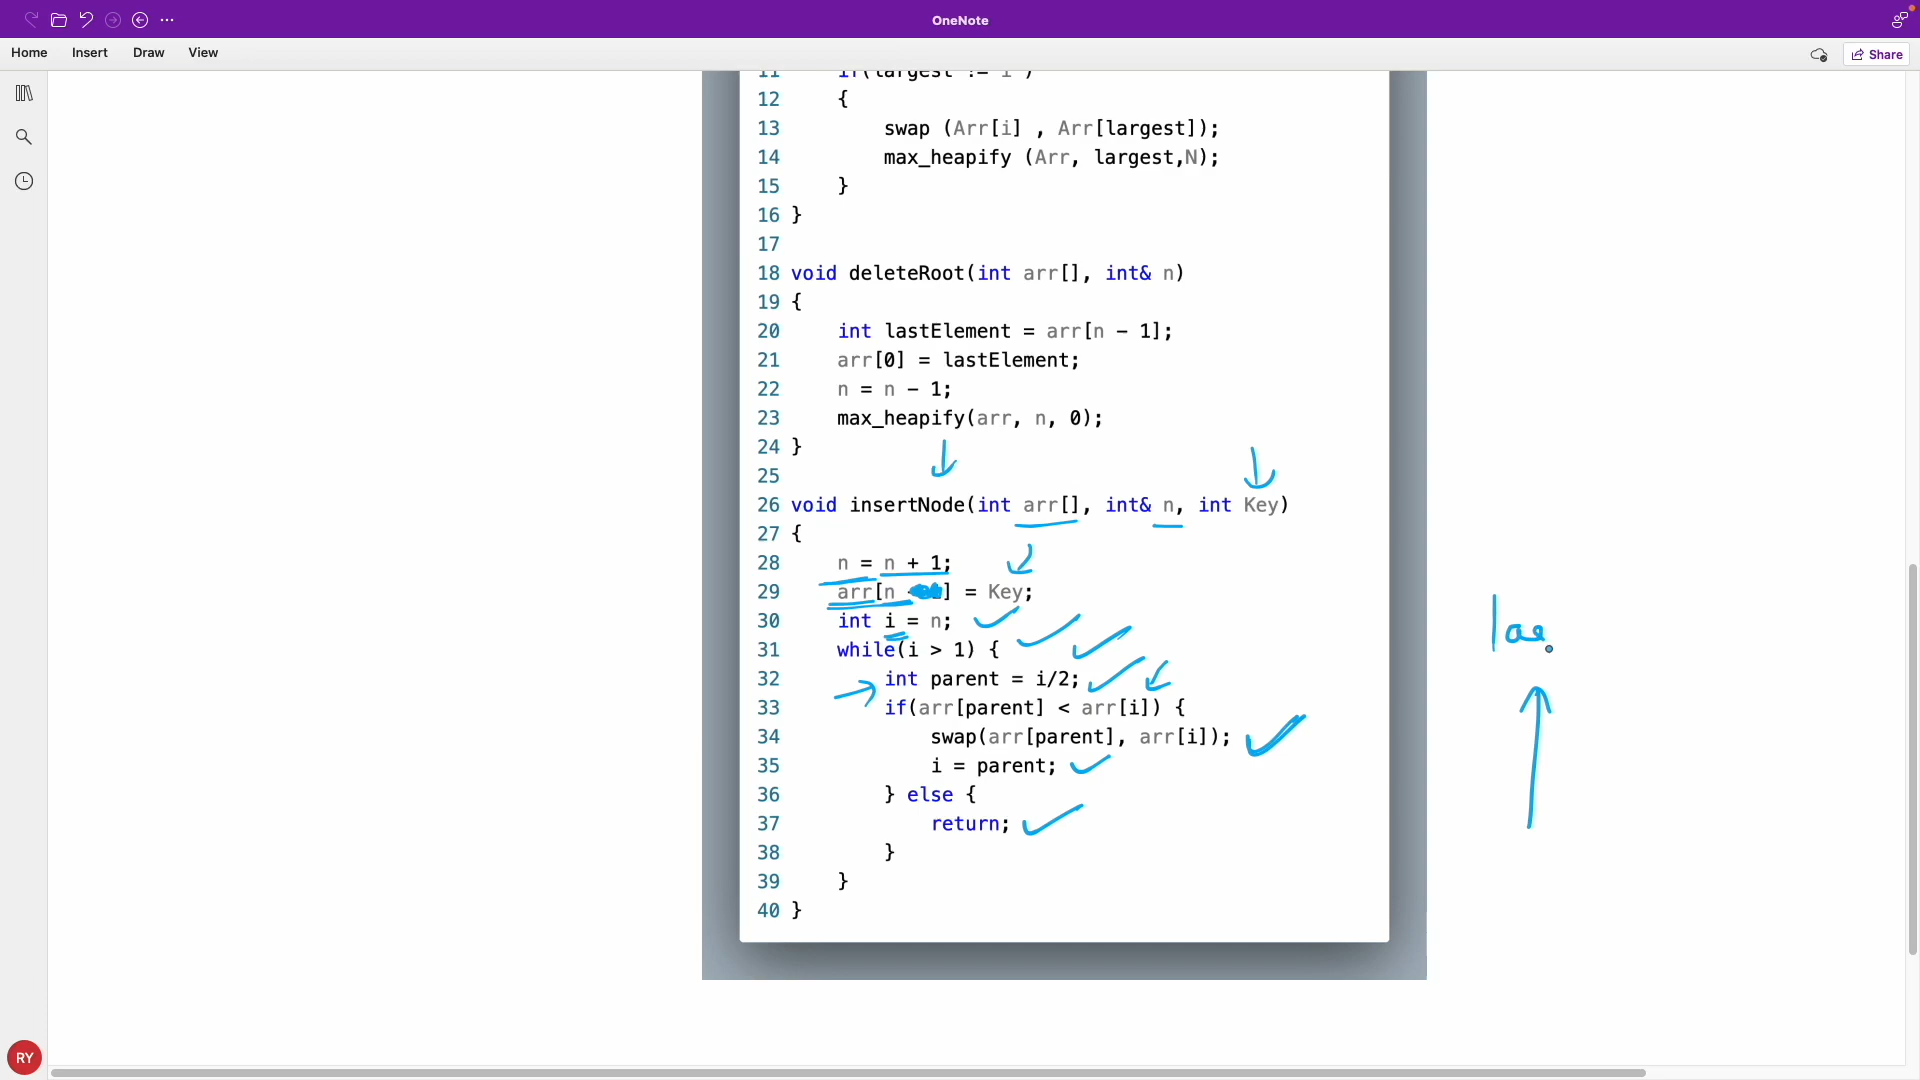 OneNote
Home Insert Draw View
Share
11 if(largest != i )
12 {
13 swap (Arr[i] , Arr[largest]);
14 max_heapify (Arr, largest,N);
15 }
16 }
17
18 void deleteRoot(int arr[], int& n)
19 {
20 int lastElement = arr[n - 1];
21 arr[0] = lastElement;
22 n = n - 1;
23 max_heapify(arr, n, 0);
24 }
25
26 void insertNode(int arr[], int& n, int Key)
27 {
28 n = n + 1;
29 arr[n ] = Key;
30 int i = n;
31 while(i > 1) {
32 int parent = i/2;
33 if(arr[parent] < arr[i]) {
34 swap(arr[parent], arr[i]);
35 i = parent;
36 } else {
37 return;
38 }
39 }
40 }
RY